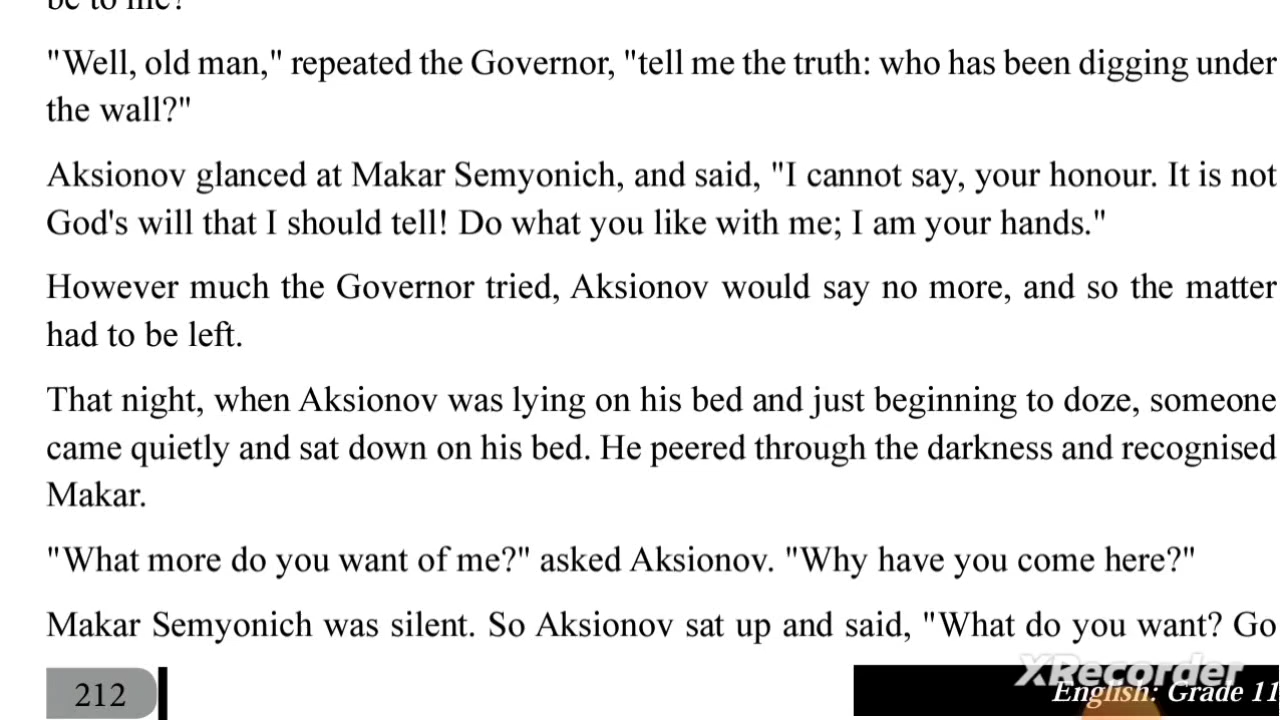 be to me?
"Well, old man," repeated the Governor, "tell me the truth: who has been digging under
the wall?"
Aksionov glanced at Makar Semyonich, and said, "I cannot say, your honour. It is not
God's will that I should tell! Do what you like with me; I am your hands."
However much the Governor tried, Aksionov would say no more, and so the matter
had to be left.
That night, when Aksionov was lying on his bed and just beginning to doze, someone
came quietly and sat down on his bed. He peered through the darkness and recognised
Makar.
"What more do you want of me?" asked Aksionov. "Why have you come here?"
Makar Semyonich was silent. So Aksionov sat up and said, "What do you want? Go
212
XRecorder
English: Grade 11